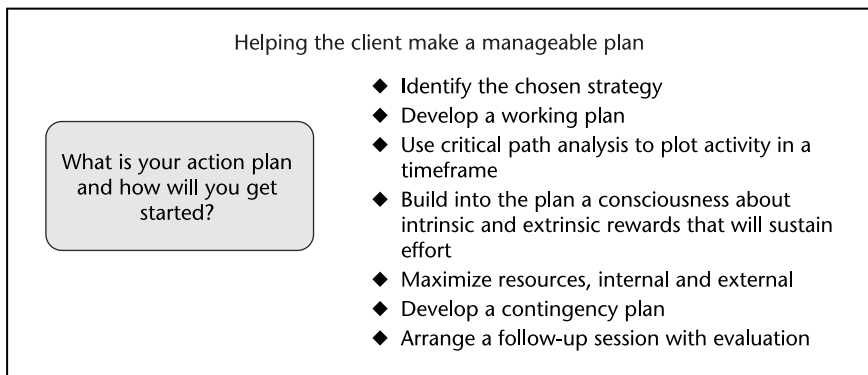 Helping the client make a manageable plan
What is your action plan
and how will you get
started?
◆ Identify the chosen strategy
◆ Develop a working plan
◆ Use critical path analysis to plot activity in a
timeframe
◆ Build into the plan a consciousness about
intrinsic and extrinsic rewards that will sustain
effort
◆ Maximize resources, internal and external
◆ Develop a contingency plan
◆ Arrange a follow-up session with evaluation